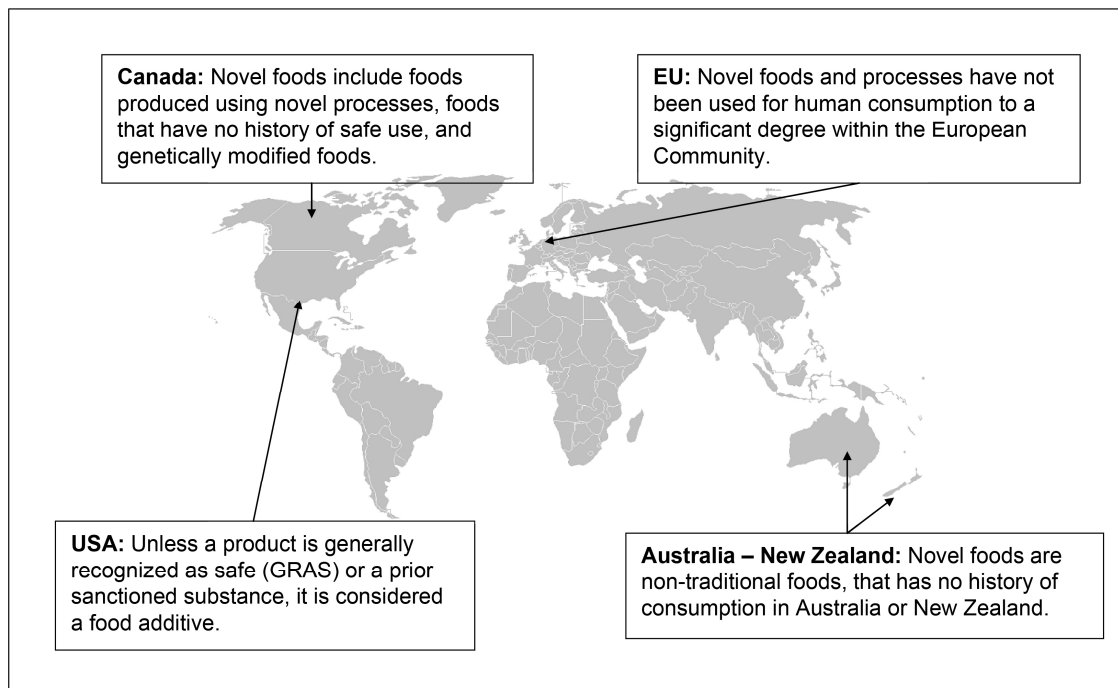 Canada: Novel foods include foods
produced using novel processes, foods
that have no history of safe use, and
genetically modified foods.
EU: Novel foods and processes have not
been used for human consumption to a
significant degree within the European
Community.
USA: Unless a product is generally
recognized as safe (GRAS) or a prior
sanctioned substance, it is considered
a food additive.
Australia – New Zealand: Novel foods are
non-traditional foods, that has no history of
consumption in Australia or New Zealand.